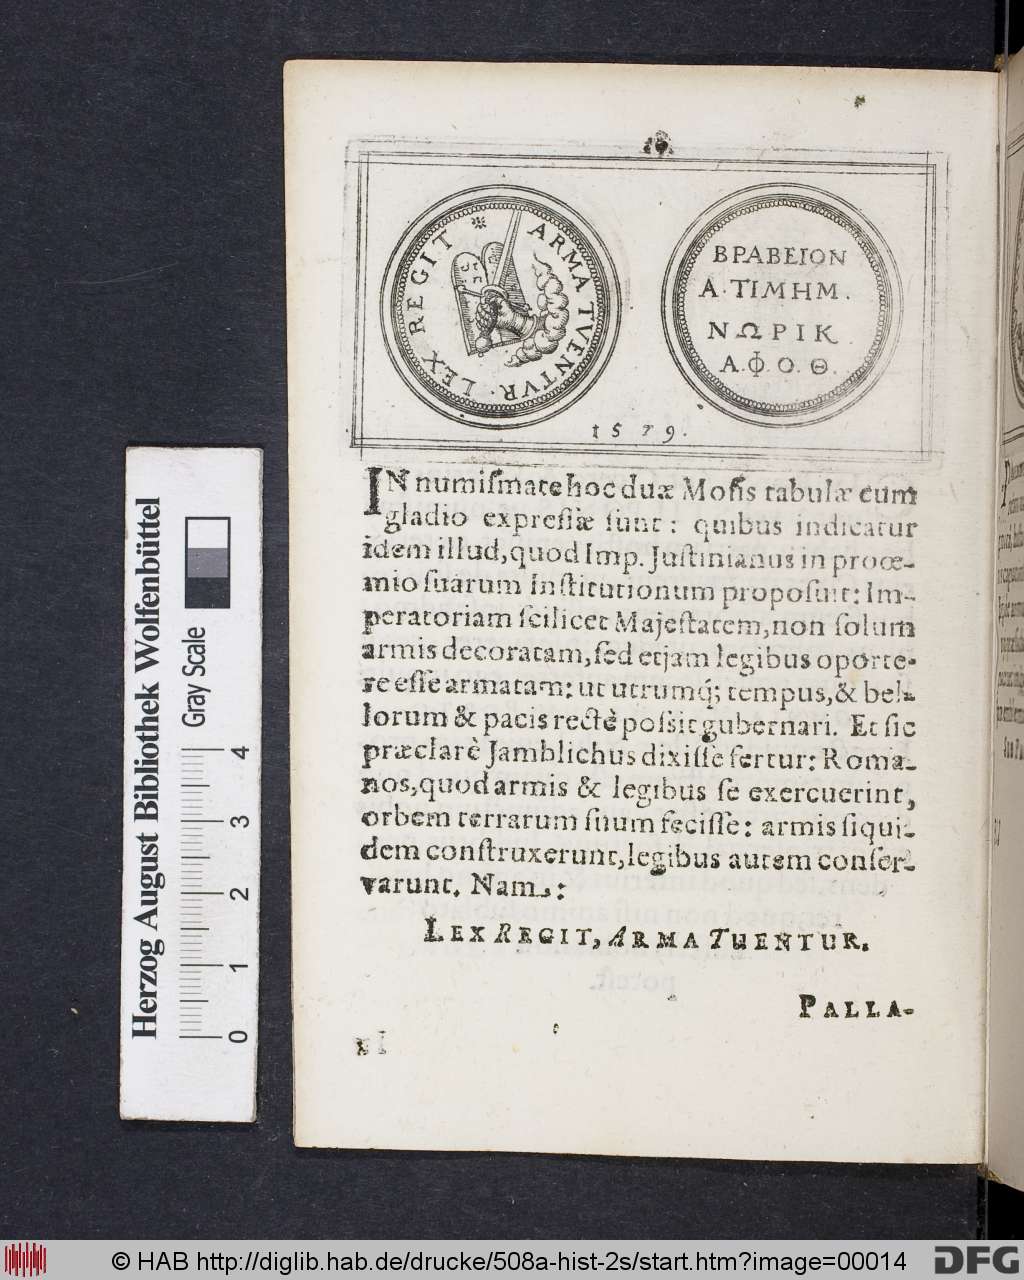 LEX REGIT * ARMA TVENTVR.
ΒΡΑΒΕΙΟΝ
Α·ΤΙΜΗΜ.
ΝΩΡΙΚ.
Α.Φ.Ο.Θ.
1579.
IN numiſmate hoc duæ Moſis tabulæ cum
gladio expreſſæ ſunt: quibus indicatur
idem illud, quod Imp. Juſtinianus in prooe-
mio ſuarum Inſtitutionum propoſuit: Im-
peratoriam ſcilicet Majeſtatem, non ſolum
armis decoratam, ſed etjam legibus oporte-
re eſſe armatam: ut utrumq; tempus, & bel-
lorum & pacis rectè poſsit gubernari. Et ſic
præclarè Jamblichus dixiſſe fertur: Roma-
nos, quod armis & legibus ſe exercuerint,
orbem terrarum ſuum feciſſe: armis ſiqui-
dem conſtruxerunt, legibus autem conſer-
varunt. Nam:
LEX REGIT, ARMA TUENTUR.
PALLA-
Herzog August Bibliothek Wolfenbüttel
Gray Scale
0 1 2 3 4
© HAB http://diglib.hab.de/drucke/508a-hist-2s/start.htm?image=00014
DFG